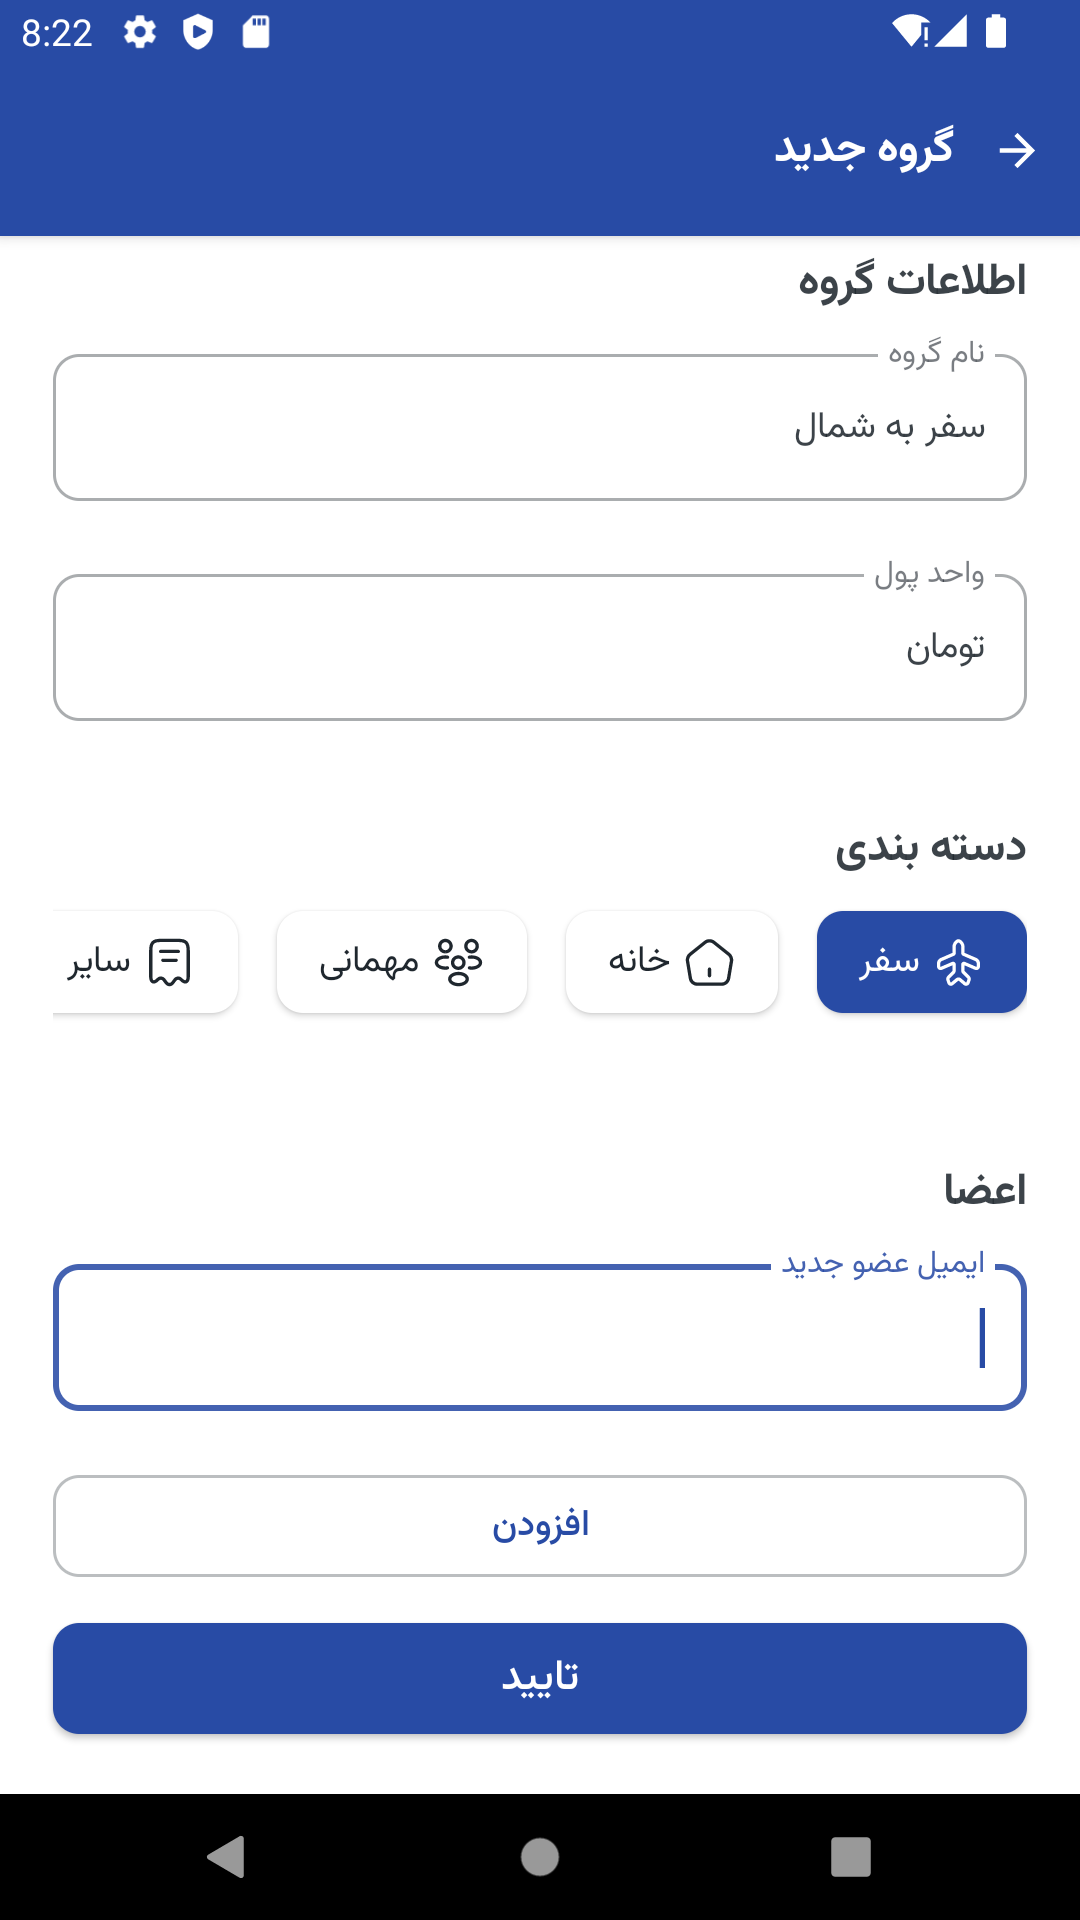 8:22
گروه جدید
اطلاعات گروه
نام گروه
سفر به شمال
واحد پول
تومان
دسته بندی
سفر خانه مهمانی سایر
اعضا
ایمیل عضو جدید
افزودن
تایید